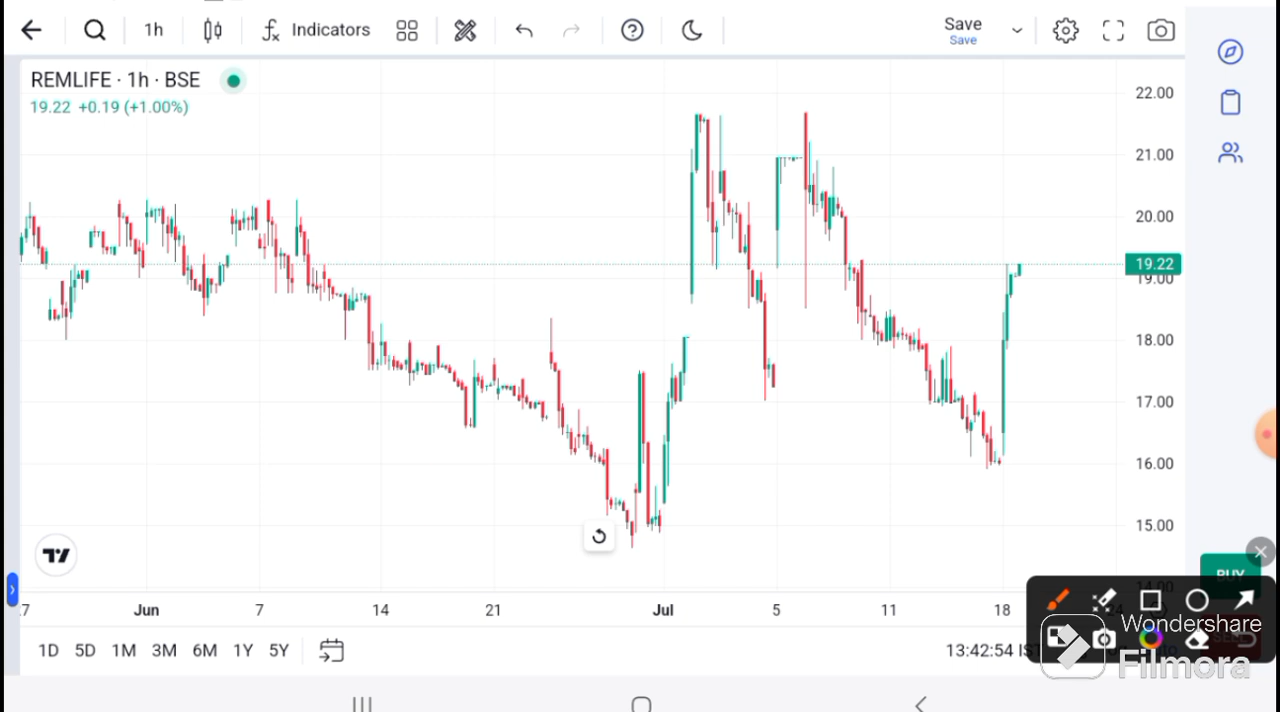 1h
Indicators
Save
Save
REMLIFE · 1h · BSE
19.22 +0.19 (+1.00%)
22.00
21.00
20.00
19.22
19.00
18.00
17.00
16.00
15.00
14.00
BUY
Jun 7 14 21 Jul 5 11 18
1D 5D 1M 3M 6M 1Y 5Y
13:42:54
Wondershare
Filmora